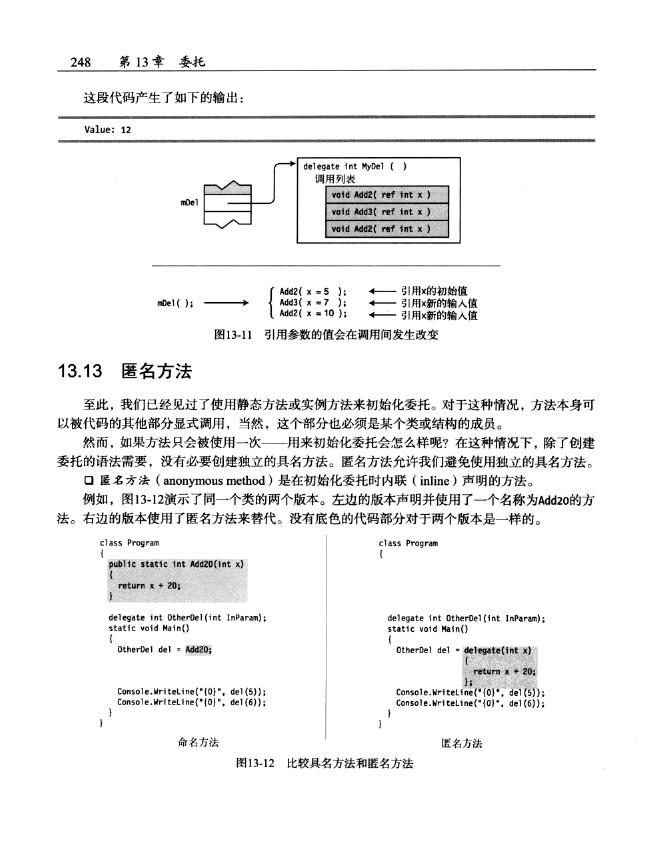 248 第13章 委托
这段代码产生了如下的输出：
Value: 12
delegate int MyDel ( )
调用列表
mDel
void Add2( ref int x )
void Add3( ref int x )
void Add2( ref int x )
mDel( );
Add2( x = 5 ); 引用x的初始值
Add3( x = 7 ); 引用x新的输入值
Add2( x = 10 ); 引用x新的输入值
图13-11 引用参数的值会在调用间发生改变
13.13 匿名方法
至此，我们已经见过了使用静态方法或实例方法来初始化委托。对于这种情况，方法本身可
以被代码的其他部分显式调用，当然，这个部分也必须是某个类或结构的成员。
然而，如果方法只会被使用一次——用来初始化委托会怎么样呢？在这种情况下，除了创建
委托的语法需要，没有必要创建独立的具名方法。匿名方法允许我们避免使用独立的具名方法。
❑ 匿名方法（anonymous method）是在初始化委托时内联（inline）声明的方法。
例如，图13-12演示了同一个类的两个版本。左边的版本声明并使用了一个名称为Add20的方
法。右边的版本使用了匿名方法来替代。没有底色的代码部分对于两个版本是一样的。
class Program
{
public static int Add20(int x)
{
return x + 20;
}
delegate int OtherDel(int InParam);
static void Main()
{
OtherDel del = Add20;
Console.WriteLine("{0}", del(5));
Console.WriteLine("{0}", del(6));
}
}
命名方法
class Program
{
delegate int OtherDel(int InParam);
static void Main()
{
OtherDel del = delegate(int x)
{
return x + 20;
};
Console.WriteLine("{0}", del(5));
Console.WriteLine("{0}", del(6));
}
}
匿名方法
图13-12 比较具名方法和匿名方法